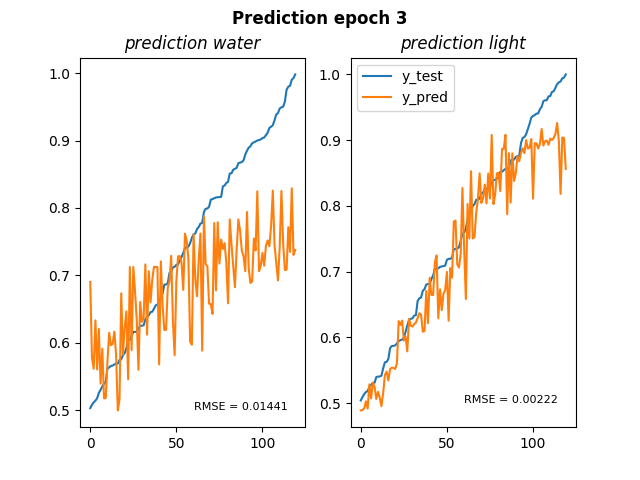 Prediction epoch 3
prediction water
prediction light
1.0
0.9
0.8
0.7
0.6
0.5
0
50
100
RMSE = 0.01441
1.0
0.9
0.8
0.7
0.6
0.5
0
50
100
y_test
y_pred
RMSE = 0.00222